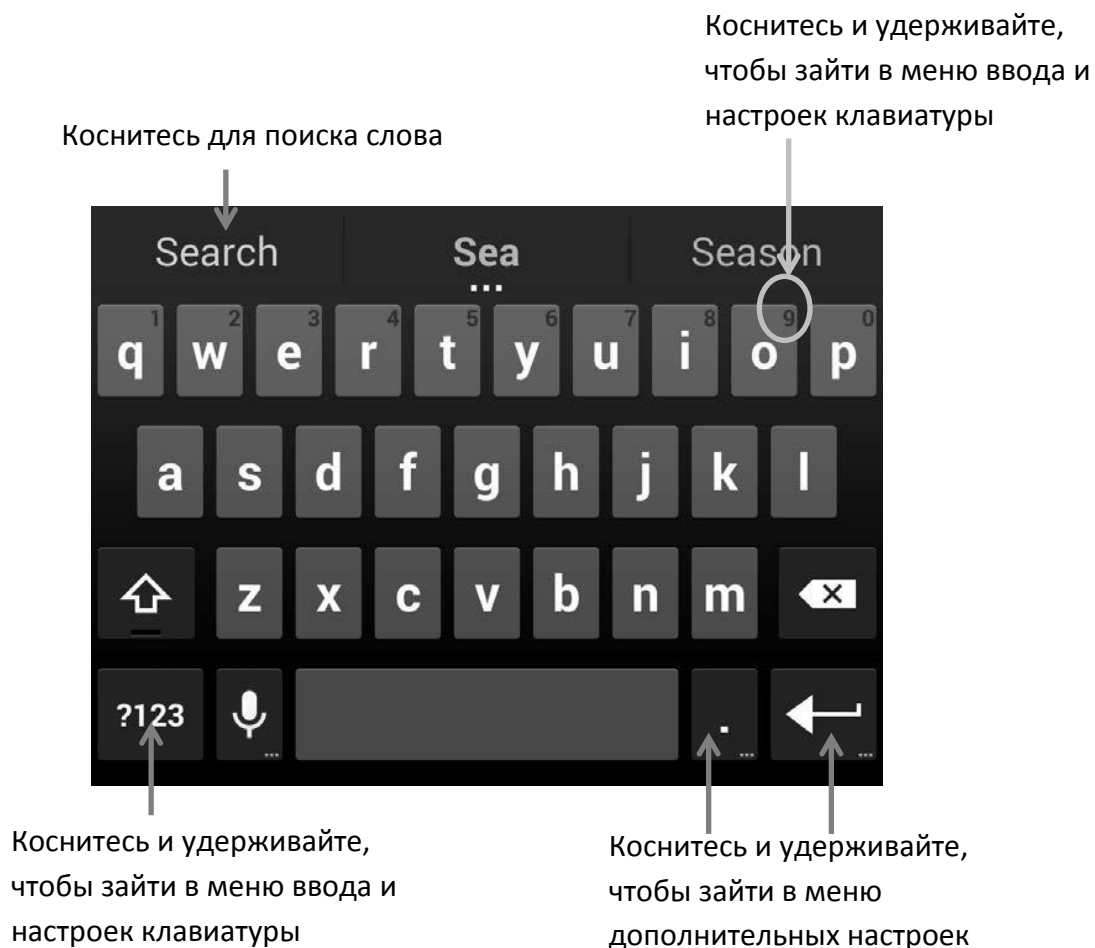 Коснитесь и удерживайте,
чтобы зайти в меню ввода и
настроек клавиатуры
Коснитесь для поиска слова
Search Sea Season
...
1 2 3 4 5 6 7 8 9 0
q w e r t y u i o p
a s d f g h j k l
z x c v b n m
?123 .
... ... ...
Коснитесь и удерживайте,
чтобы зайти в меню ввода и
настроек клавиатуры
Коснитесь и удерживайте,
чтобы зайти в меню
дополнительных настроек